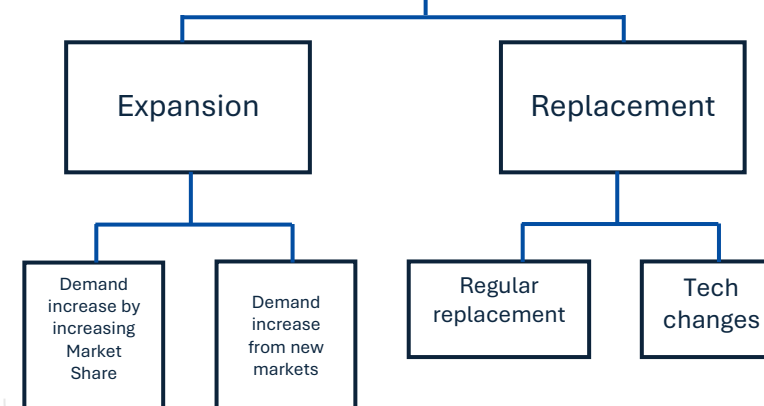 Expansion
Replacement
Demand
increase by
increasing
Market
Share
Demand
increase
from new
markets
Regular
replacement
Tech
changes